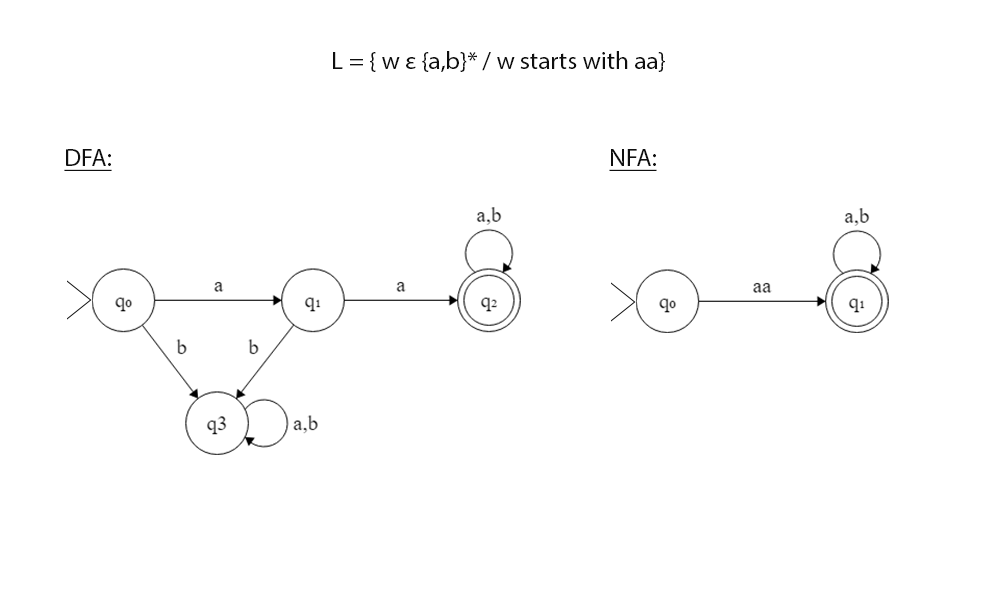 L = { w ε {a,b}* / w starts with aa}
DFA:
NFA:
a,b
a,b
a
a
aa
q₀
q₁
q₂
q₀
q₁
b
b
q3
a,b